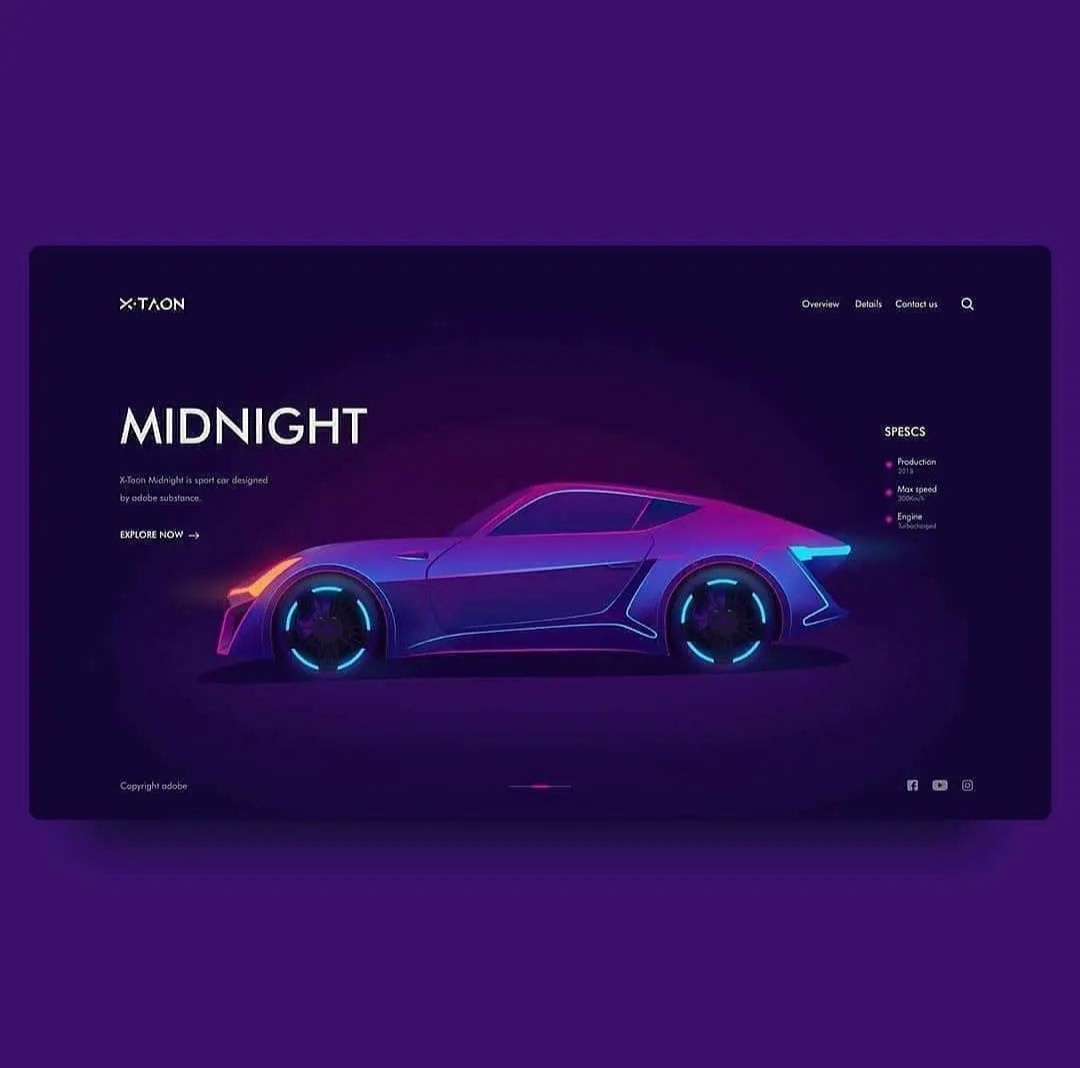 X·TAON
Overview Details Contact us
MIDNIGHT
X-Taon Midnight is sport car designed
by adobe substance.
EXPLORE NOW
SPESCS
Production
2018
Max speed
300Km/h
Engine
Turbocharged
Copyright adobe